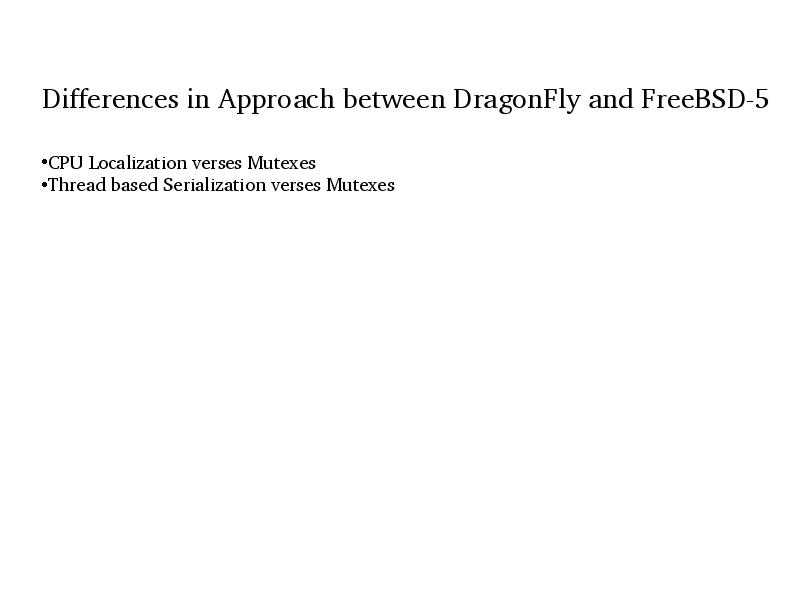 Differences in Approach between DragonFly and FreeBSD-5
•CPU Localization verses Mutexes
•Thread based Serialization verses Mutexes